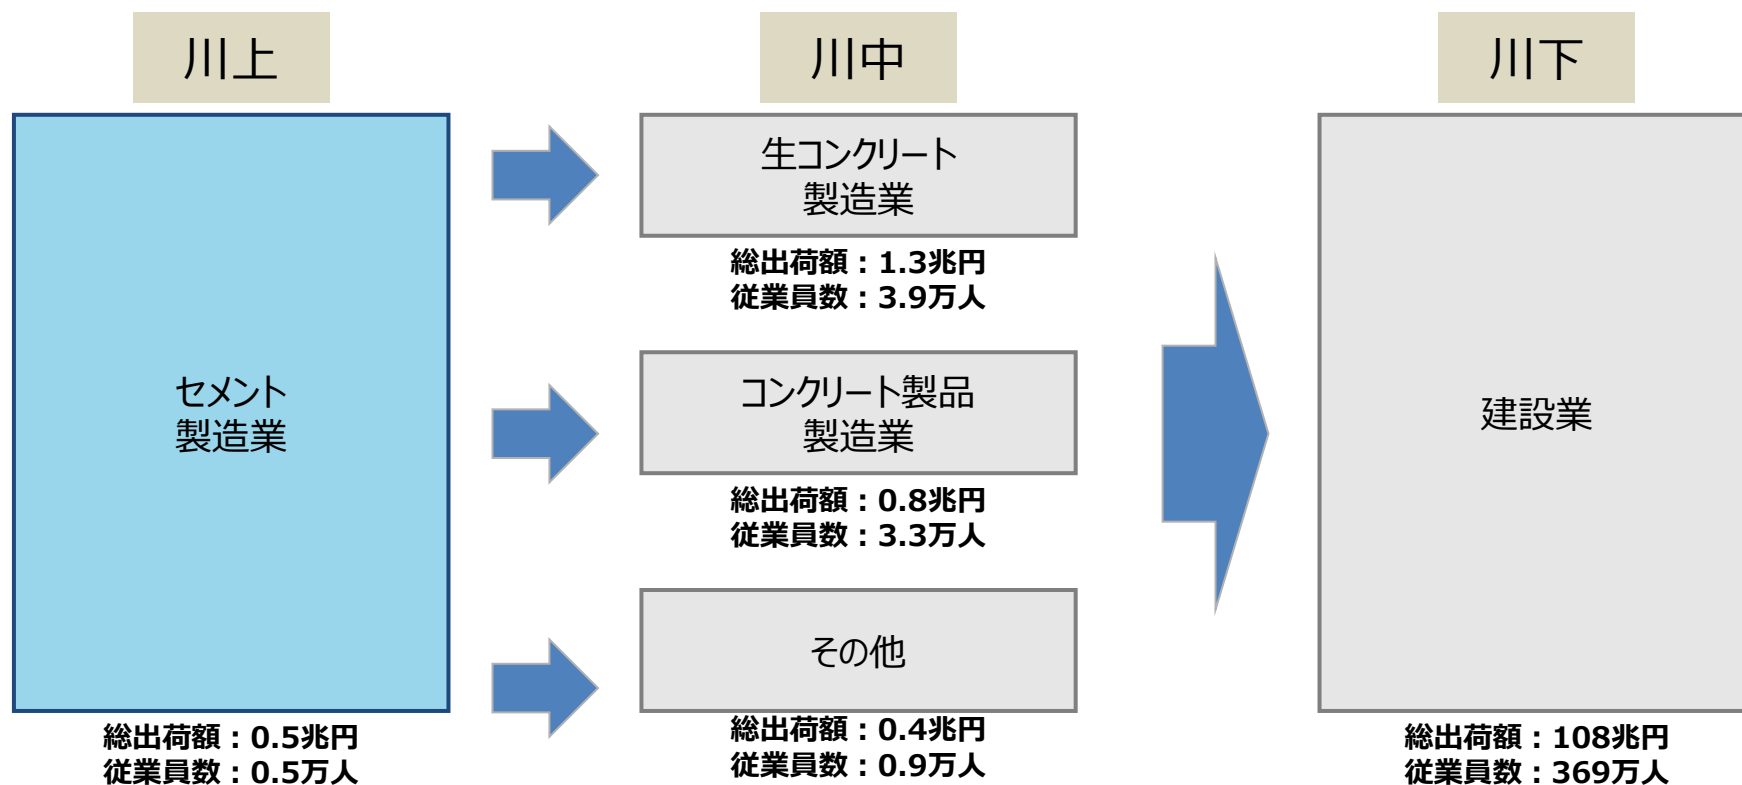 川上
川中
川下
セメント
製造業
総出荷額：0.5兆円
従業員数：0.5万人
生コンクリート
製造業
総出荷額：1.3兆円
従業員数：3.9万人
コンクリート製品
製造業
総出荷額：0.8兆円
従業員数：3.3万人
その他
総出荷額：0.4兆円
従業員数：0.9万人
建設業
総出荷額：108兆円
従業員数：369万人